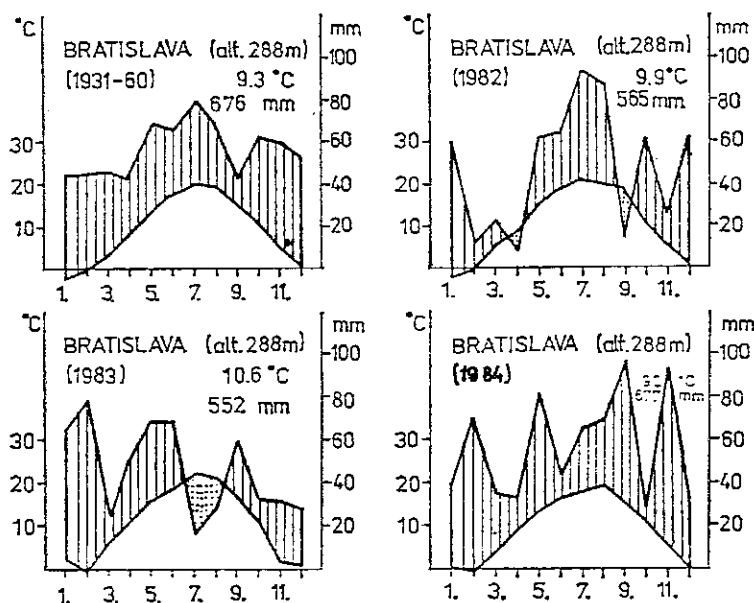 °C
mm
BRATISLAVA (alt. 288m)
(1931-60) 9.3 °C
676 mm
100
80
60
40
20
30
20
10
1. 3. 5. 7. 9. 11.
°C
mm
BRATISLAVA (alt. 288m)
(1982) 9.9°C
565mm
100
80
60
40
20
30
20
10
1. 3. 5. 7. 9. 11.
°C
mm
BRATISLAVA (alt. 288m)
(1983) 10.6 °C
552 mm
100
80
60
40
20
30
20
10
1. 3. 5. 7. 9. 11.
°C
mm
BRATISLAVA (alt. 288m)
(1984) °C
mm
100
80
60
40
20
30
20
10
1. 3. 5. 7. 9. 11.